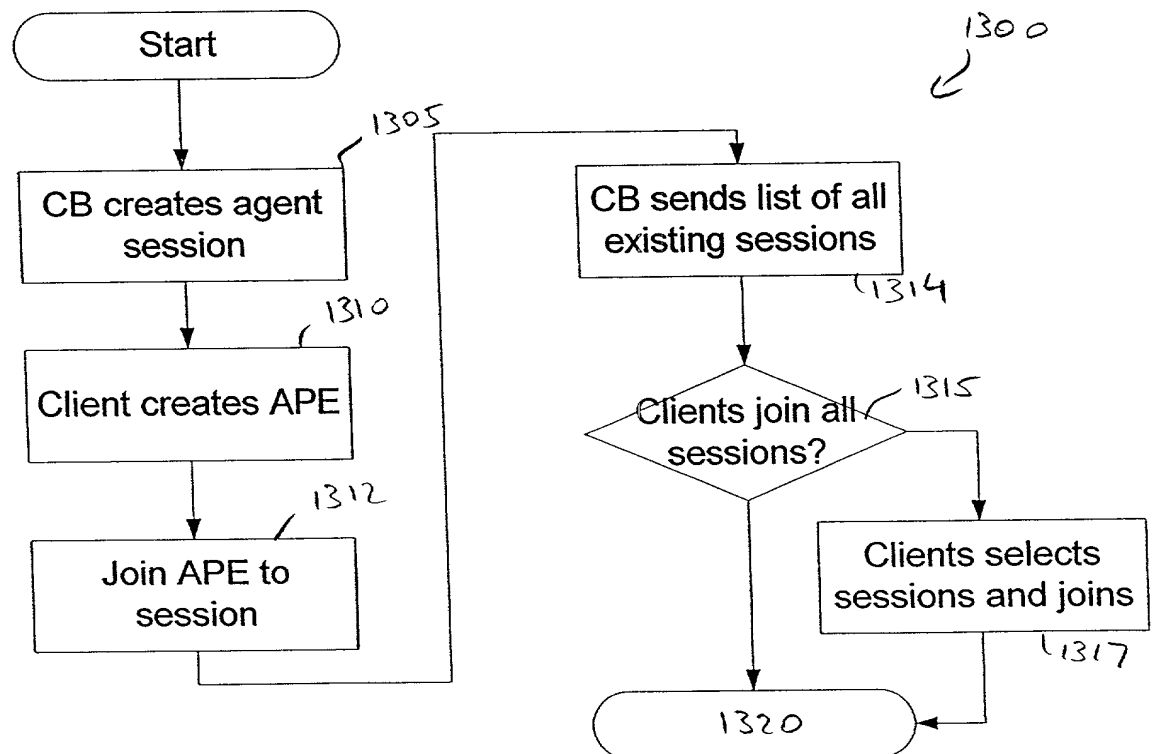 Start
1300
1305
CB creates agent
session
1310
Client creates APE
1312
Join APE to
session
CB sends list of all
existing sessions
1314
Clients join all
sessions?
1315
Clients selects
sessions and joins
1317
1320